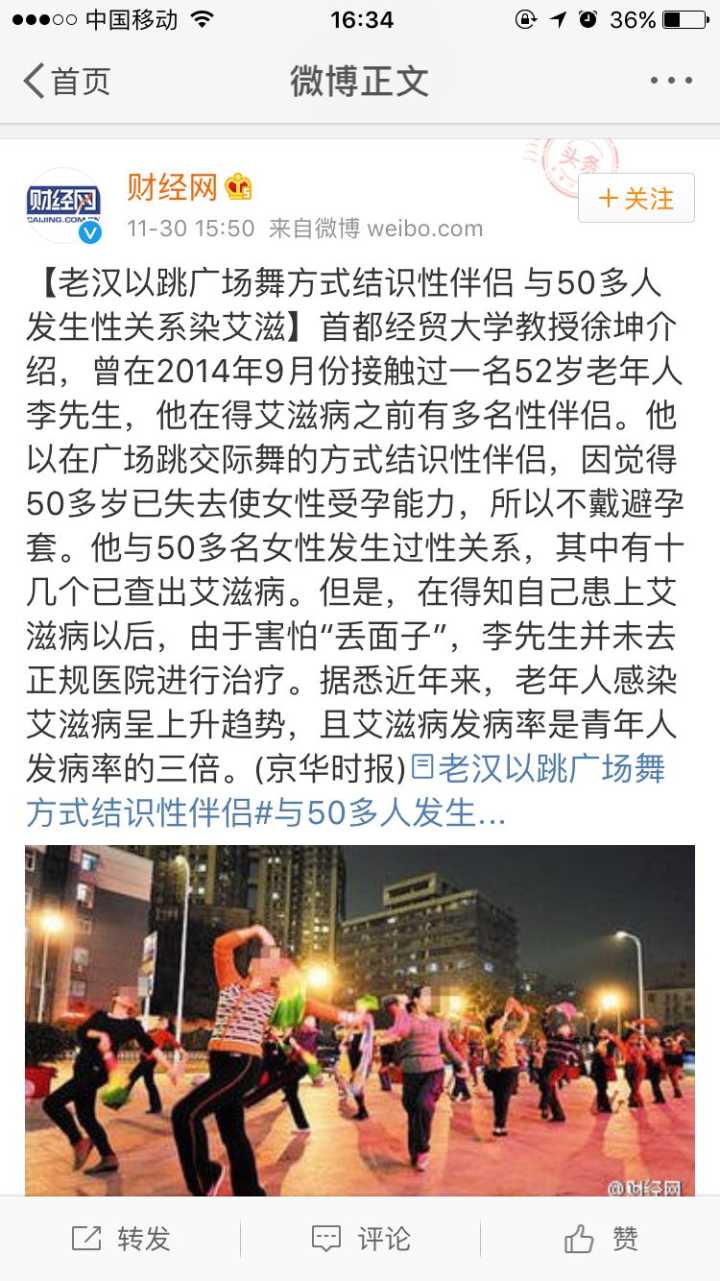 中国移动 16:34 36%
首页 微博正文
头条
财经网
CAIJING.COM.CN
财经网
+关注
11-30 15:50 来自微博 weibo.com
【老汉以跳广场舞方式结识性伴侣 与50多人
发生性关系染艾滋】首都经贸大学教授徐坤介
绍，曾在2014年9月份接触过一名52岁老年人
李先生，他在得艾滋病之前有多名性伴侣。他
以在广场跳交际舞的方式结识性伴侣，因觉得
50多岁已失去使女性受孕能力，所以不戴避孕
套。他与50多名女性发生过性关系，其中有十
几个已查出艾滋病。但是，在得知自己患上艾
滋病以后，由于害怕“丢面子”，李先生并未去
正规医院进行治疗。据悉近年来，老年人感染
艾滋病呈上升趋势，且艾滋病发病率是青年人
发病率的三倍。(京华时报)老汉以跳广场舞
方式结识性伴侣#与50多人发生...
@财经网
转发 评论 赞